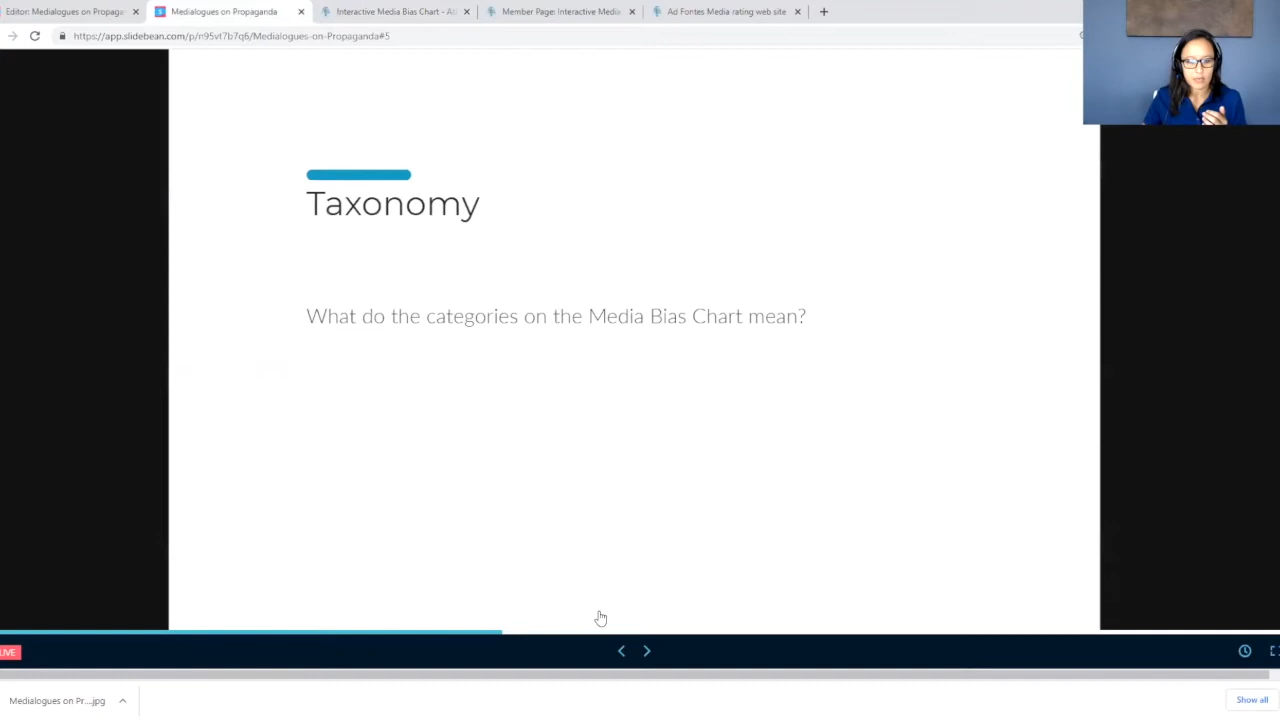 Editor: Medialogues on Propaga
Medialogues on Propaganda
Interactive Media Bias Chart - Ad
Member Page: Interactive Media
Ad Fontes Media rating web site
https://app.slidebean.com/p/n95vt7b7q6/Medialogues-on-Propaganda#5
Taxonomy
What do the categories on the Media Bias Chart mean?
LIVE
Medialogues on Pr....jpg
Show all